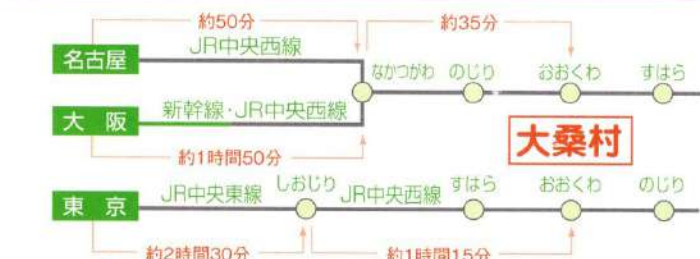 約50分 約35分
名古屋 JR中央西線
なかつがわ のじり おおくわ すはら
大阪 新幹線・JR中央西線
大桑村
約1時間50分
東京 JR中央東線 しおじり JR中央西線 すはら おおくわ のじり
約2時間30分 約1時間15分